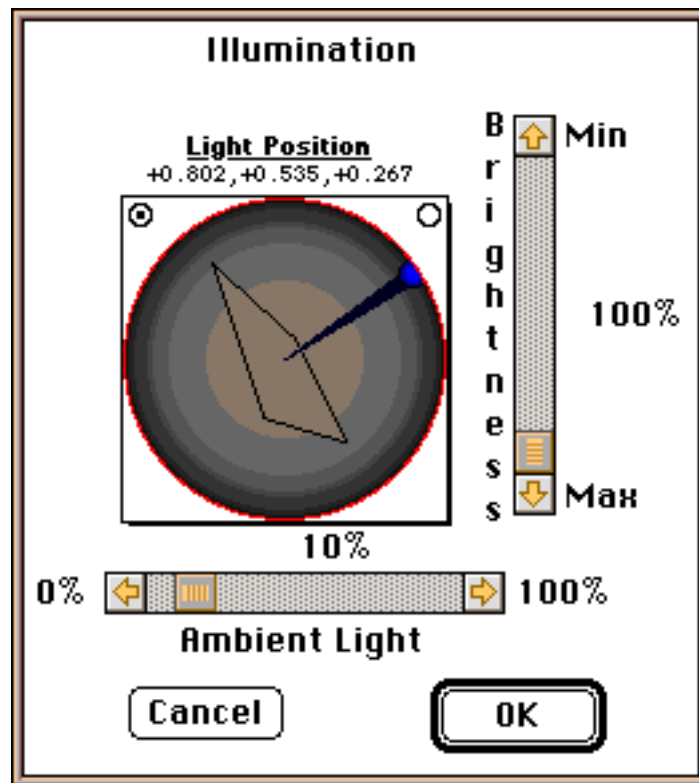 Illumination
Light Position
+0.802,+0.535,+0.267
Brightness
Min
100%
Max
10%
0%
100%
Ambient Light
Cancel
OK